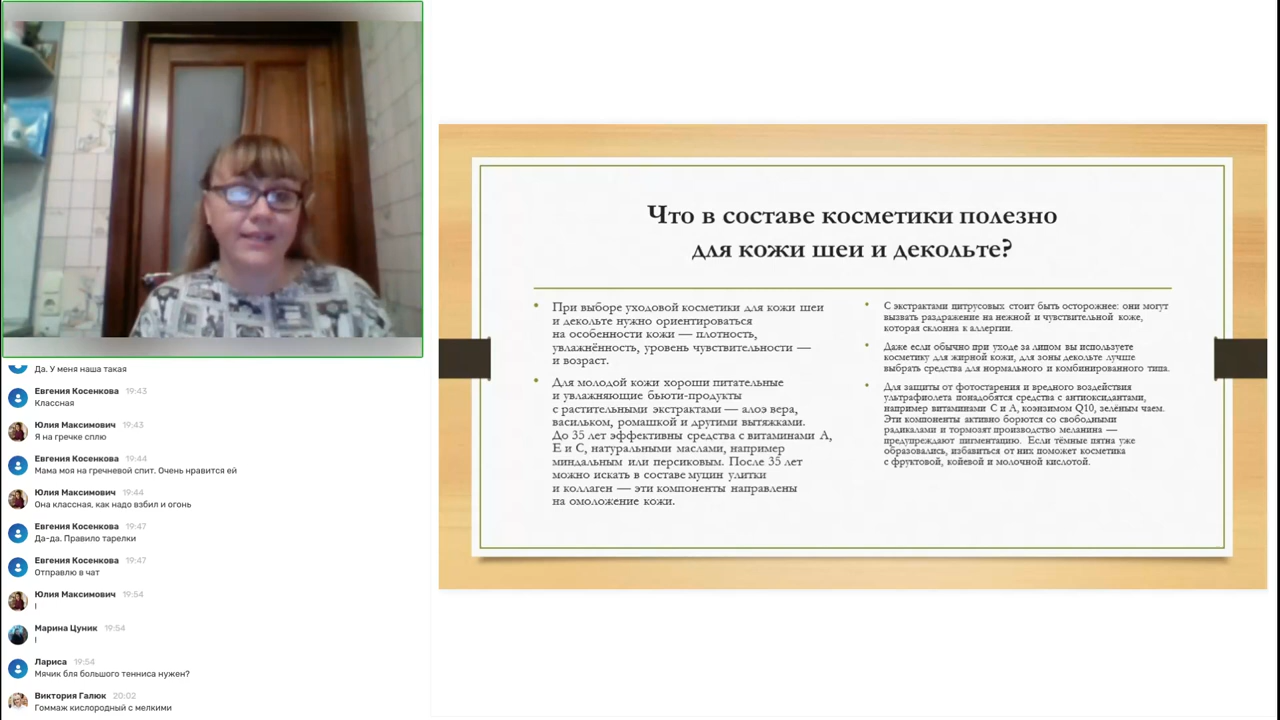 Да. У меня наша такая
Евгения Косенкова 19:43
Классная
Юлия Максимович 19:43
Я на гречке сплю
Евгения Косенкова 19:44
Мама моя на гречневой спит. Очень нравится ей
Юлия Максимович 19:44
Она классная, как надо взбил и огонь
Евгения Косенкова 19:47
Да-да. Правило тарелки
Евгения Косенкова 19:47
Отправлю в чат
Юлия Максимович 19:54
I
Марина Цуник 19:54
I
Лариса 19:54
Мячик бля большого тенниса нужен?
Виктория Галюк 20:02
Гоммаж кислородный с мелкими
Что в составе косметики полезно
для кожи шеи и декольте?
• При выборе уходовой косметики для кожи шеи
и декольте нужно ориентироваться
на особенности кожи — плотность,
увлажнённость, уровень чувствительности —
и возраст.
• Для молодой кожи хороши питательные
и увлажняющие бьюти-продукты
с растительными экстрактами — алоэ вера,
васильком, ромашкой и другими вытяжками.
До 35 лет эффективны средства с витаминами А,
Е и С, натуральными маслами, например
миндальным или персиковым. После 35 лет
можно искать в составе муцин улитки
и коллаген — эти компоненты направлены
на омоложение кожи.
• С экстрактами цитрусовых стоит быть осторожнее: они могут
вызвать раздражение на нежной и чувствительной коже,
которая склонна к аллергии.
• Даже если обычно при уходе за лицом вы используете
косметику для жирной кожи, для зоны декольте лучше
выбрать средства для нормального и комбинированного типа.
• Для защиты от фотостарения и вредного воздействия
ультрафиолета понадобятся средства с антиоксидантами,
например витаминами С и А, коэнзимом Q10, зелёным чаем.
Эти компоненты активно борются со свободными
радикалами и тормозят производство меланина —
предупреждают пигментацию. Если тёмные пятна уже
образовались, избавиться от них поможет косметика
с фруктовой, койевой и молочной кислотой.